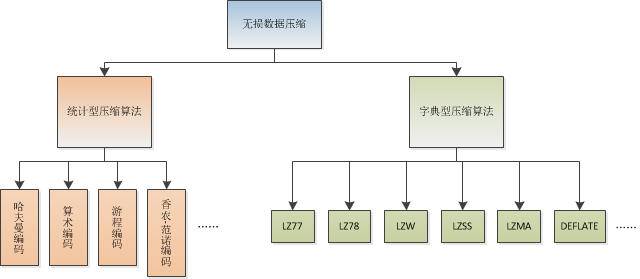 无损数据压缩
统计型压缩算法
字典型压缩算法
哈夫曼编码
算术编码
游程编码
香农-范诺编码
……
LZ77
LZ78
LZW
LZSS
LZMA
DEFLATE
……